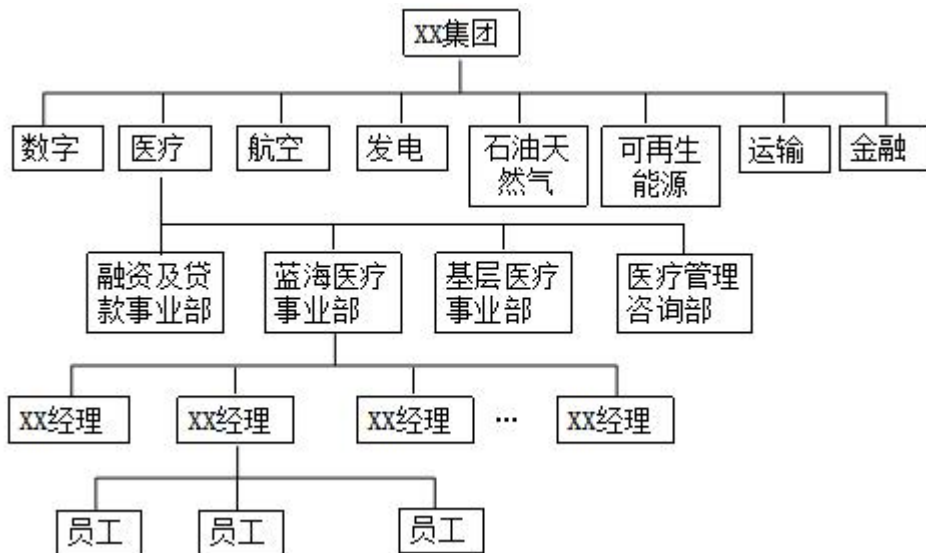 XX集团
数字 医疗 航空 发电 石油天 可再生 运输 金融
然气 能源
融资及贷 蓝海医疗 基层医疗 医疗管理
款事业部 事业部 事业部 咨询部
XX经理 XX经理 XX经理 … XX经理
员工 员工 员工